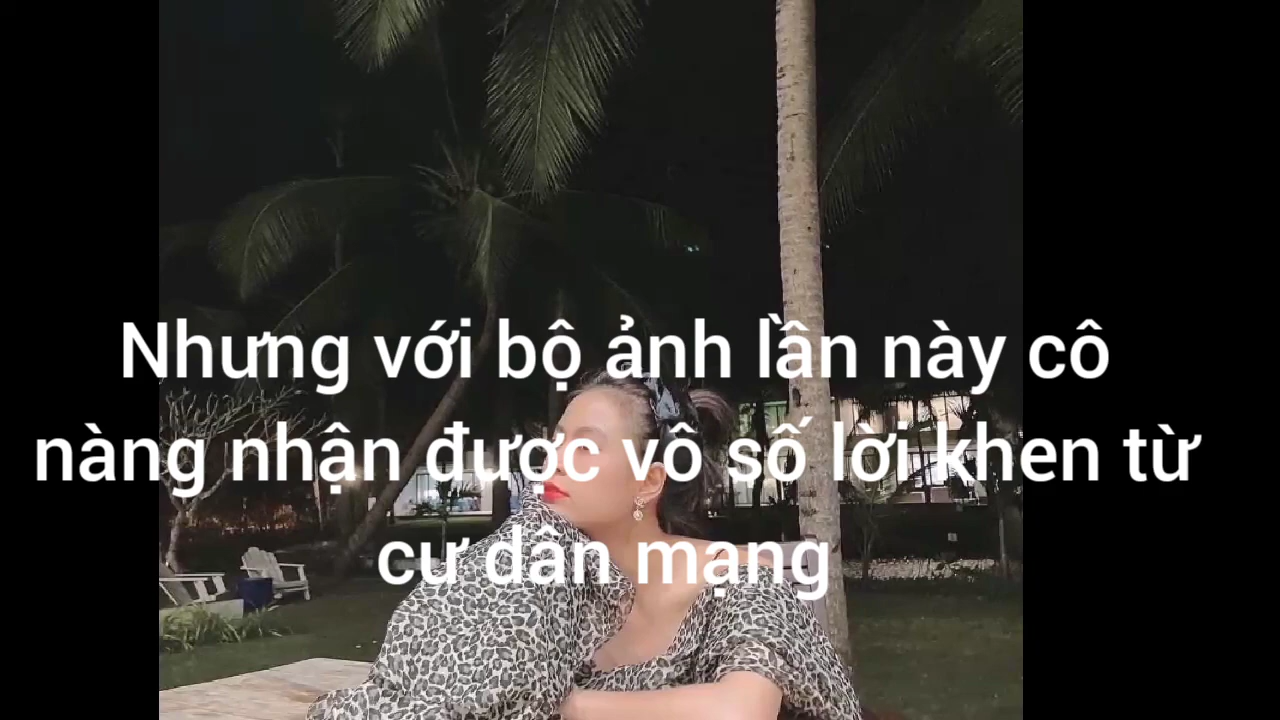 Nhưng với bộ ảnh lần này cô
nàng nhận được vô số lời khen từ
cư dân mạng